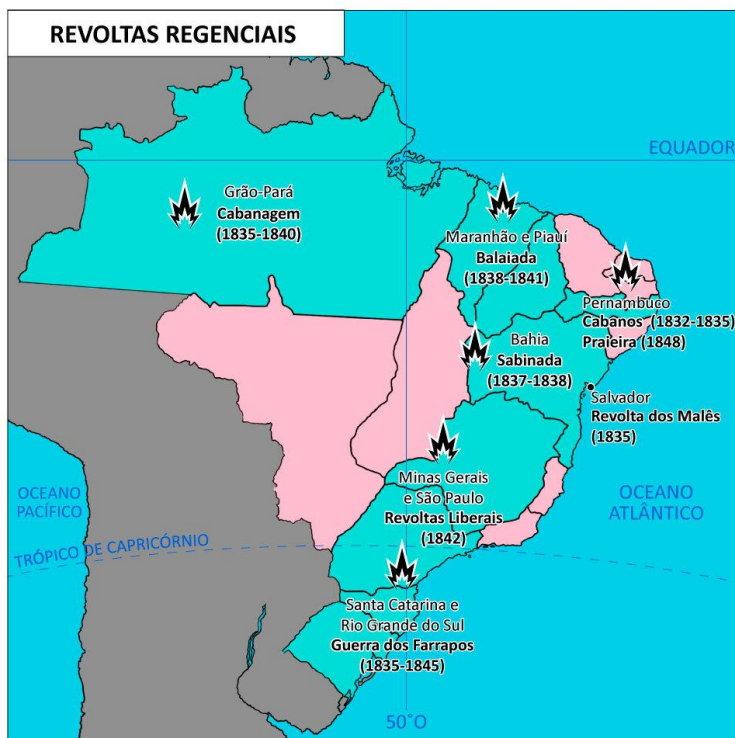 REVOLTAS REGENCIAIS
EQUADOR
Grão-Pará
Cabanagem
(1835-1840)
Maranhão e Piauí
Balaiada
(1838-1841)
Pernambuco
Cabanos (1832-1835)
Praieira (1848)
Bahia
Sabinada
(1837-1838)
Salvador
Revolta dos Malês
(1835)
Minas Gerais
e São Paulo
Revoltas Liberais
(1842)
OCEANO
PACÍFICO
OCEANO
ATLÂNTICO
TRÓPICO DE CAPRICÓRNIO
Santa Catarina e
Rio Grande do Sul
Guerra dos Farrapos
(1835-1845)
50°O